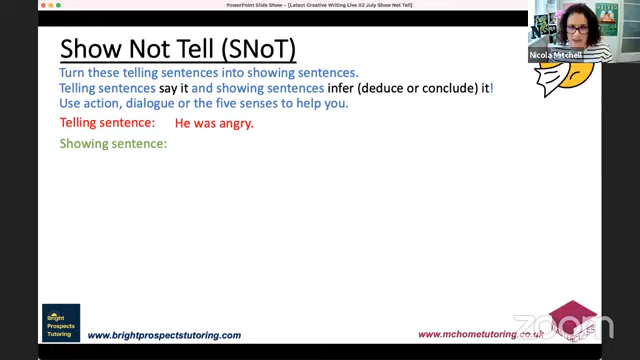 PowerPoint Slide Show - [Latest Creative Writing Live 02 July Show Not Tell]
Nicola Mitchell
Show Not Tell (SNoT)
Turn these telling sentences into showing sentences.
Telling sentences say it and showing sentences infer (deduce or conclude) it!
Use action, dialogue or the five senses to help you.
Telling sentence: He was angry.
Showing sentence:
Bright
Prospects
Tutoring
www.brightprospectstutoring.com
www.mchometutoring.co.uk
zoom